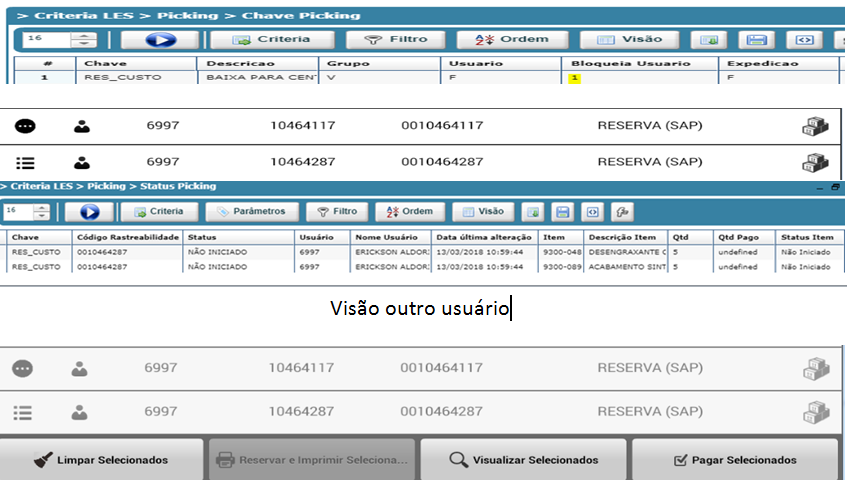 > Criteria LES > Picking > Chave Picking
16 Criteria Filtro Ordem Visão
# Chave Descricao Grupo Usuario Bloqueia Usuario Expedicao
1 RES_CUSTO BAIXA PARA CENT V F 1 F
6997 10464117 0010464117 RESERVA (SAP)
6997 10464287 0010464287 RESERVA (SAP)
> Criteria LES > Picking > Status Picking
16 Criteria Parámetros Filtro Ordem Visão
Chave Código Rastreabilidade Status Usuário Nome Usuário Data última alteração Item Descrição Item Qtd Qtd Pago Status Item
RES_CUSTO 0010464287 NÃO INICIADO 6997 ERICKSON ALDOR: 13/03/2018 10:59:44 9300-048 DESENGRAXANTE C 5 undefined Não Iniciado
RES_CUSTO 0010464287 NÃO INICIADO 6997 ERICKSON ALDOR: 13/03/2018 10:59:44 9300-089 ACABAMENTO SINT 5 undefined Não Iniciado
Visão outro usuário
6997 10464117 0010464117 RESERVA (SAP)
6997 10464287 0010464287 RESERVA (SAP)
Limpar Selecionados Reservar e Imprimir Seleciona... Visualizar Selecionados Pagar Selecionados